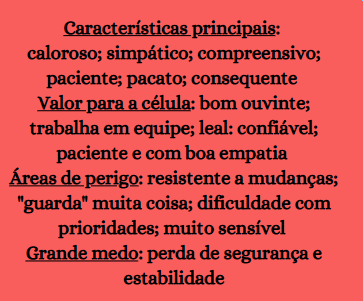 Características principais:
caloroso; simpático; compreensivo;
paciente; pacato; consequente
Valor para a célula: bom ouvinte;
trabalha em equipe; leal: confiável;
paciente e com boa empatia
Áreas de perigo: resistente a mudanças;
"guarda" muita coisa; dificuldade com
prioridades; muito sensível
Grande medo: perda de segurança e
estabilidade